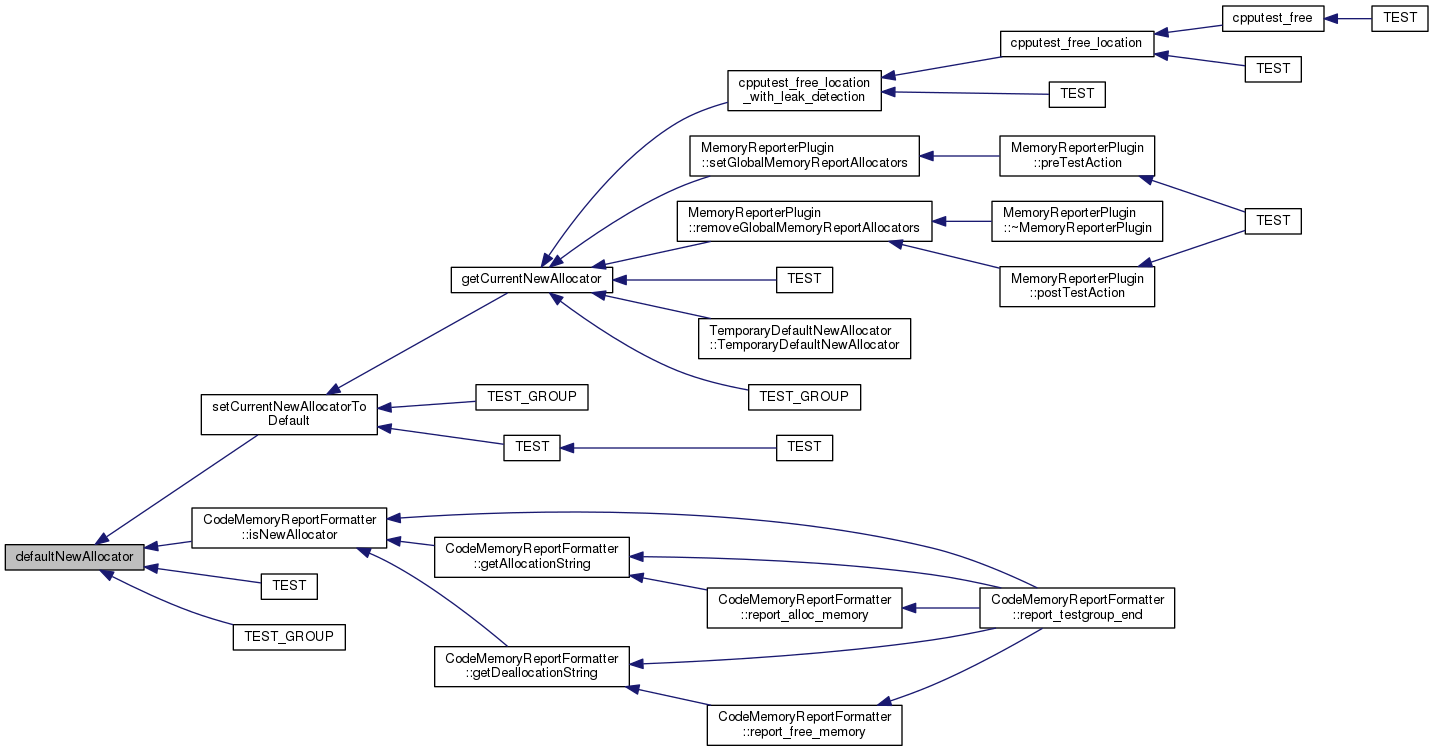 cpputest_free
TEST
cpputest_free_location
TEST
cpputest_free_location
_with_leak_detection
TEST
MemoryReporterPlugin
::setGlobalMemoryReportAllocators
MemoryReporterPlugin
::preTestAction
MemoryReporterPlugin
::removeGlobalMemoryReportAllocators
MemoryReporterPlugin
::~MemoryReporterPlugin
TEST
getCurrentNewAllocator
TEST
MemoryReporterPlugin
::postTestAction
TemporaryDefaultNewAllocator
::TemporaryDefaultNewAllocator
TEST_GROUP
TEST_GROUP
setCurrentNewAllocatorTo
Default
TEST
TEST
CodeMemoryReportFormatter
::isNewAllocator
defaultNewAllocator
CodeMemoryReportFormatter
::getAllocationString
TEST
CodeMemoryReportFormatter
::report_alloc_memory
CodeMemoryReportFormatter
::report_testgroup_end
TEST_GROUP
CodeMemoryReportFormatter
::getDeallocationString
CodeMemoryReportFormatter
::report_free_memory